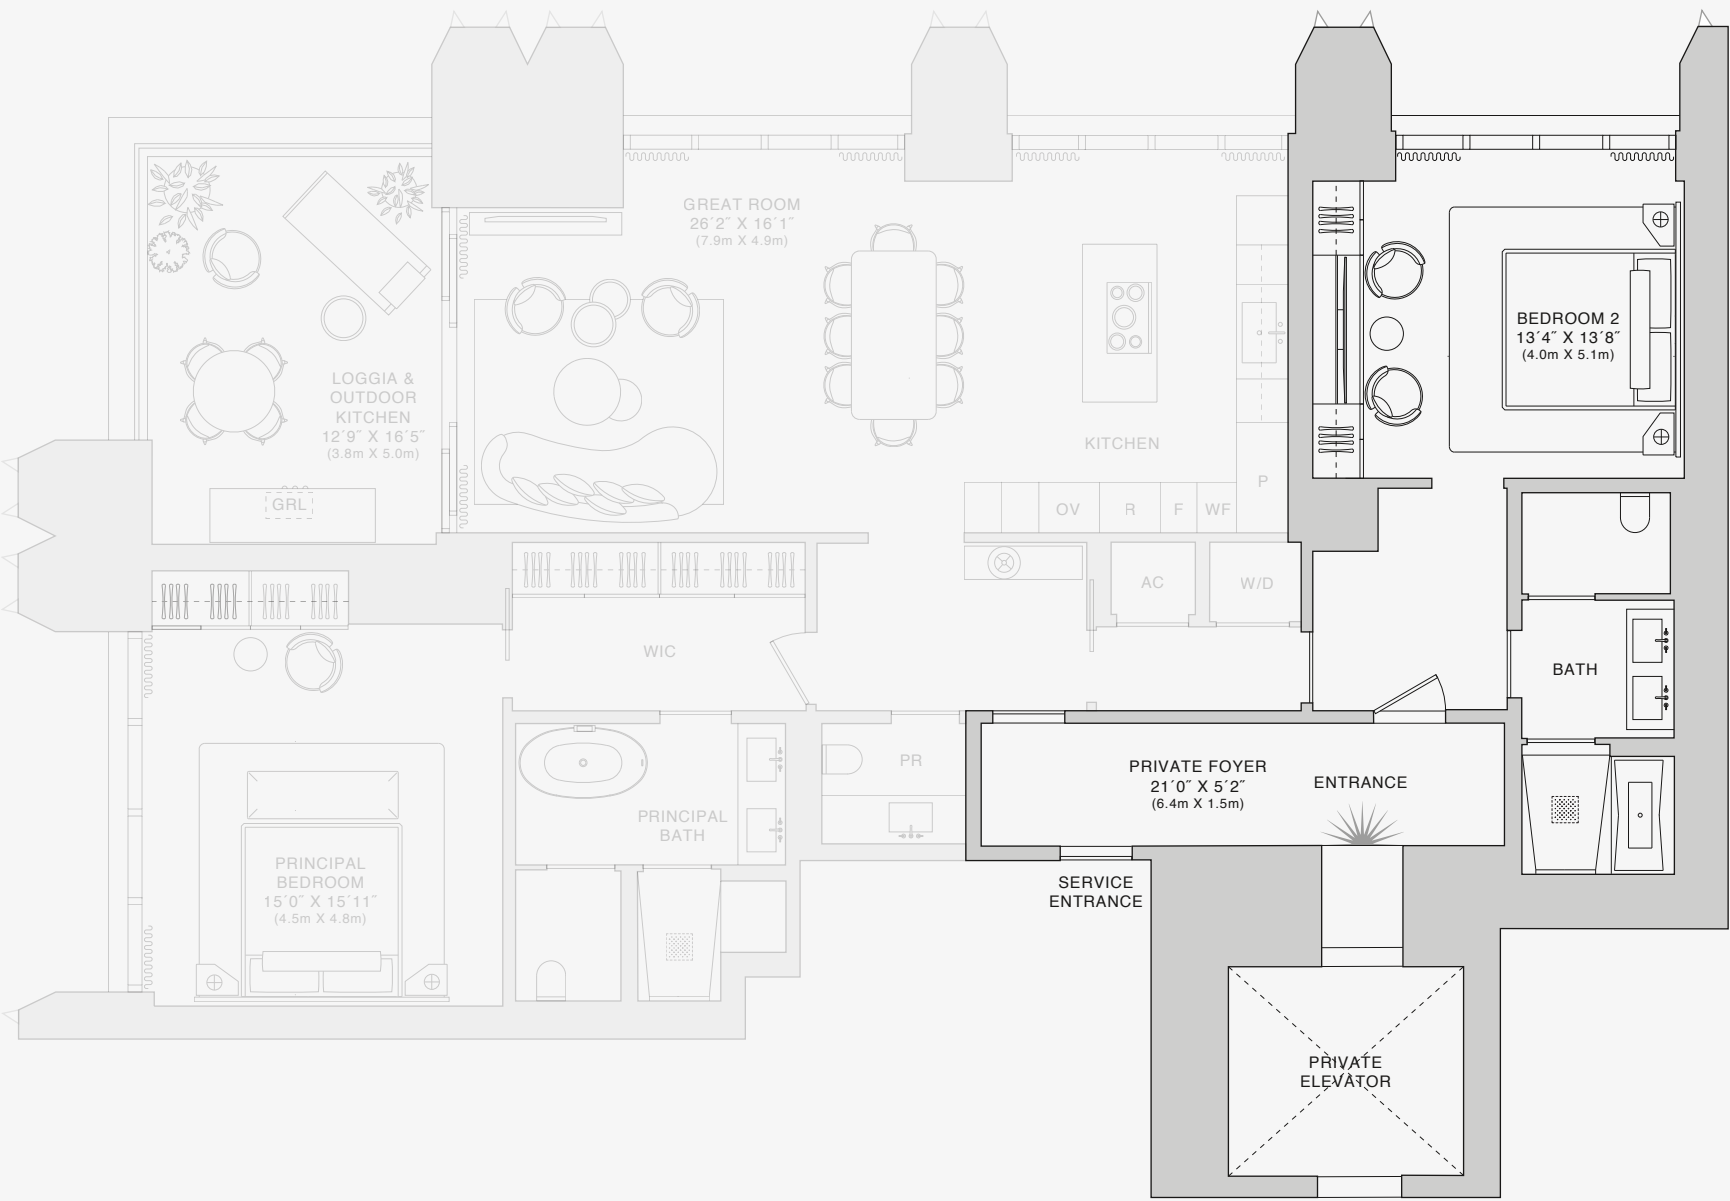 GREAT ROOM
26´2˝ X 16´1˝
(7.9m X 4.9m)
LOGGIA &
OUTDOOR
KITCHEN
12´9˝ X 16´5˝
(3.8m X 5.0m)
GRL
KITCHEN
OV
R
F
WF
P
BEDROOM 2
13´4˝ X 13´8˝
(4.0m X 5.1m)
AC
W/D
WIC
BATH
PR
PRIVATE FOYER
21´0˝ X 5´2˝
(6.4m X 1.5m)
ENTRANCE
PRINCIPAL
BATH
PRINCIPAL
BEDROOM
15´0˝ X 15´11˝
(4.5m X 4.8m)
SERVICE
ENTRANCE
PRIVATE
ELEVATOR